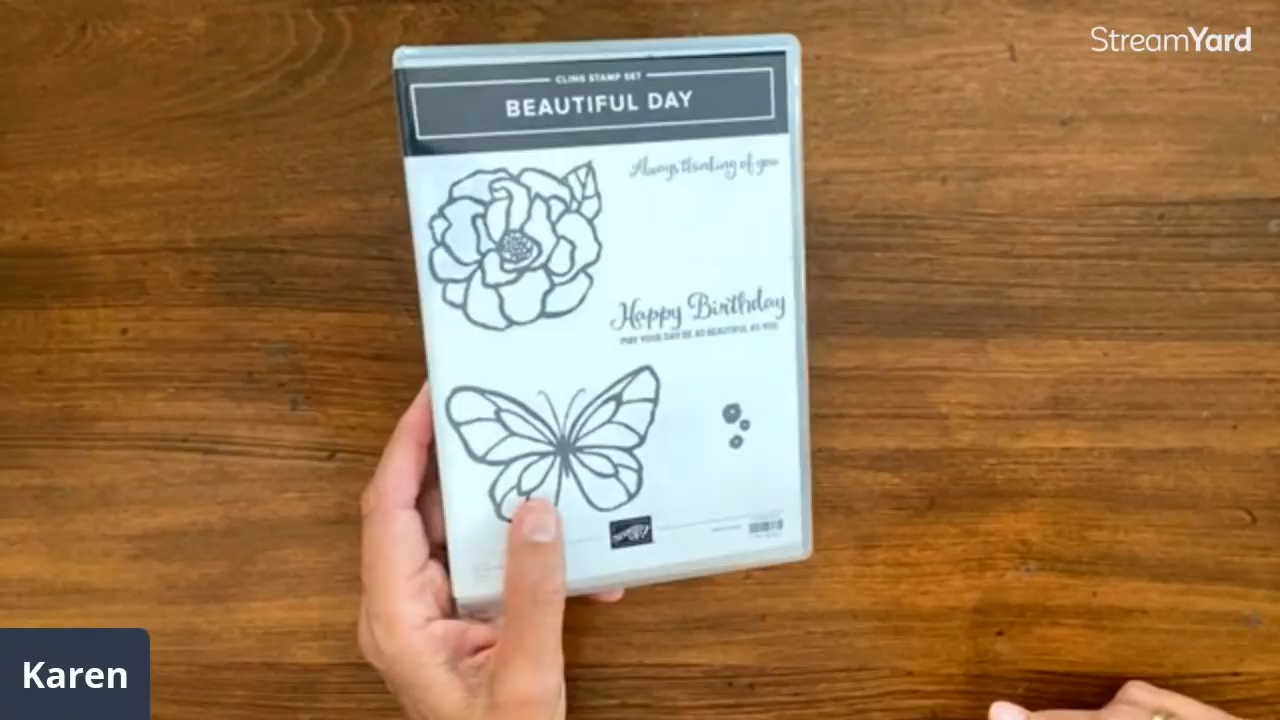 StreamYard
CLING STAMP SET
BEAUTIFUL DAY
Always thinking of you
Happy Birthday
MAY YOUR DAY BE AS BEAUTIFUL AS YOU
Karen